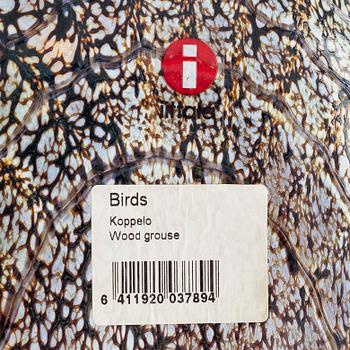 i
iittala
Birds
Koppelo
Wood grouse
6 411920 037894